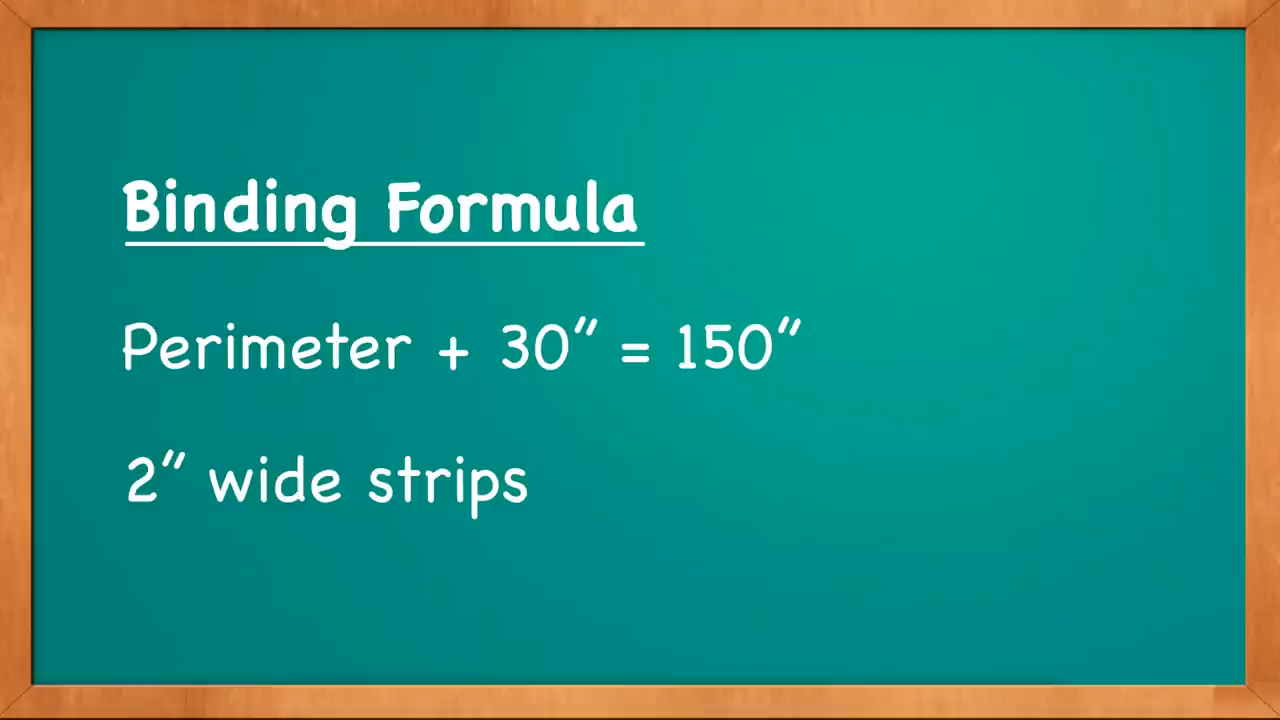 Binding Formula
Perimeter + 30” = 150”
2” wide strips